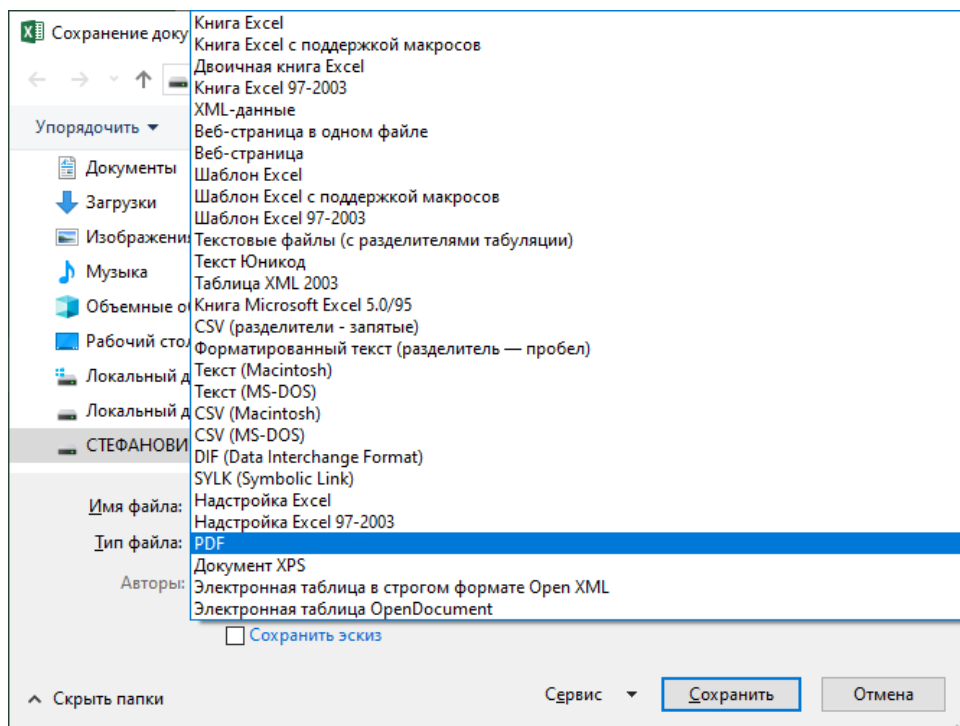 Сохранение доку
Упорядочить
Документы
Загрузки
Изображени
Музыка
Объемные о
Рабочий сто
Локальный д
Локальный д
СТЕФАНОВИ
Книга Excel
Книга Excel с поддержкой макросов
Двоичная книга Excel
Книга Excel 97-2003
XML-данные
Веб-страница в одном файле
Веб-страница
Шаблон Excel
Шаблон Excel с поддержкой макросов
Шаблон Excel 97-2003
Текстовые файлы (с разделителями табуляции)
Текст Юникод
Таблица XML 2003
Книга Microsoft Excel 5.0/95
CSV (разделители - запятые)
Форматированный текст (разделитель — пробел)
Текст (Macintosh)
Текст (MS-DOS)
CSV (Macintosh)
CSV (MS-DOS)
DIF (Data Interchange Format)
SYLK (Symbolic Link)
Надстройка Excel
Надстройка Excel 97-2003
PDF
Документ XPS
Электронная таблица в строгом формате Open XML
Электронная таблица OpenDocument
Имя файла:
Тип файла:
Авторы:
Сохранить эскиз
Скрыть папки
Сервис
Сохранить
Отмена